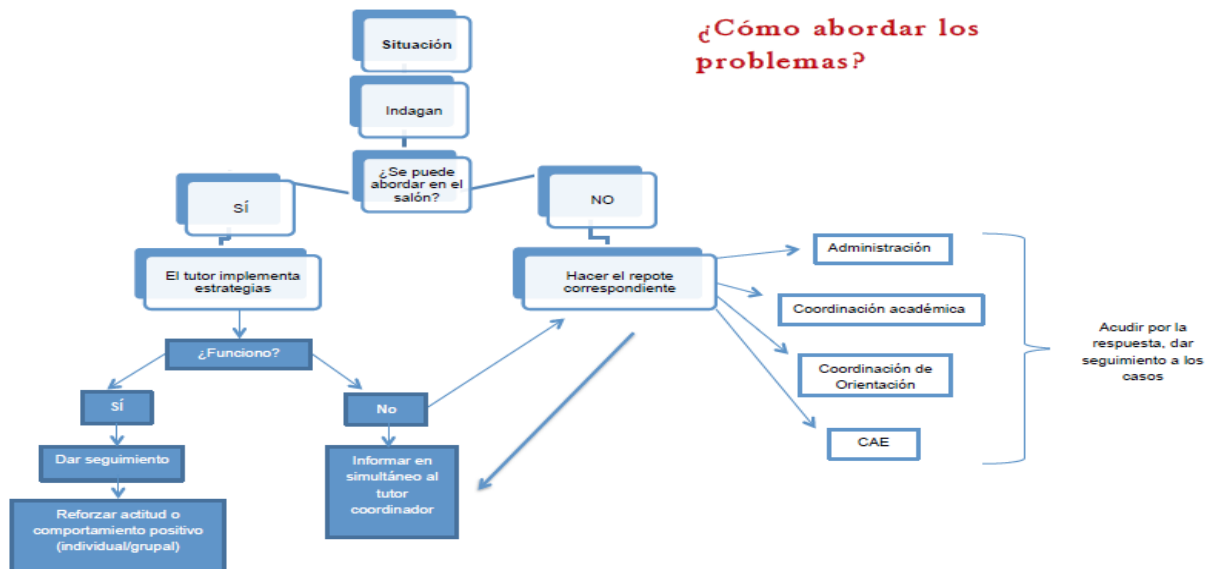 ¿Cómo abordar los
problemas?
Situación
Indagan
¿Se puede
abordar en el
salón?
SÍ
NO
El tutor implementa
estrategias
Hacer el repote
correspondiente
Administración
Coordinación académica
Coordinación de
Orientación
CAE
Acudir por la
respuesta, dar
seguimiento a los
casos
¿Funciono?
SÍ
No
Dar seguimiento
Informar en
simultáneo al
tutor
coordinador
Reforzar actitud o
comportamiento positivo
(individual/grupal)